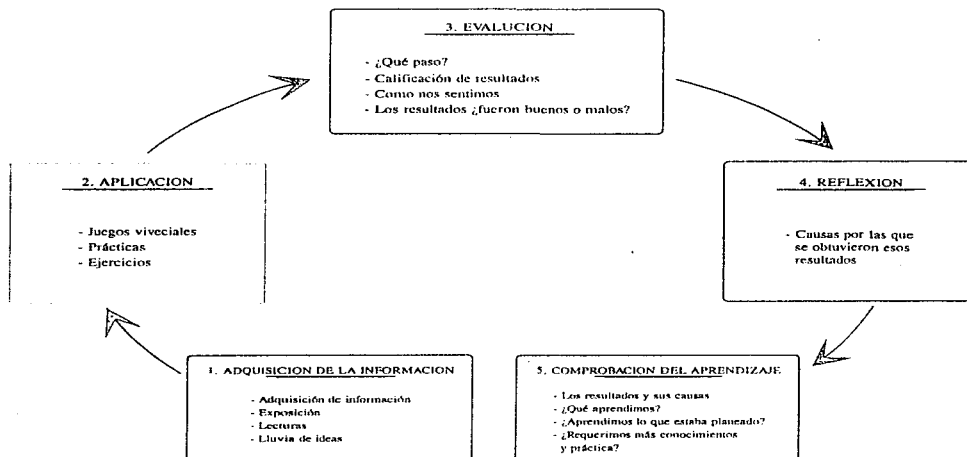 3. EVALUCION
- ¿Qué paso?
- Calificación de resultados
- Como nos sentimos
- Los resultados ¿fueron buenos o malos?
2. APLICACION
- Juegos viveciales
- Prácticas
- Ejercicios
4. REFLEXION
- Causas por las que
se obtuvieron esos
resultados
1. ADQUISICION DE LA INFORMACION
- Adquisición de información
- Exposición
- Lecturas
- Lluvia de ideas
5. COMPROBACION DEL APRENDIZAJE
- Los resultados y sus causas
- ¿Qué aprendimos?
- ¿Aprendimos lo que estaba planeado?
- ¿Requerimos más conocimientos
y práctica?